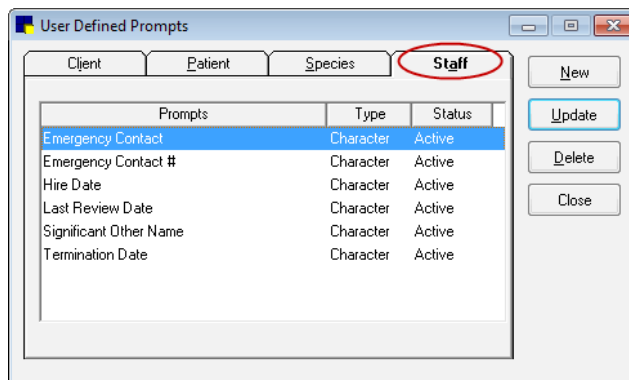 User Defined Prompts
Client Patient Species Staff
New
Prompts Type Status
Update
Emergency Contact Character Active
Emergency Contact # Character Active
Delete
Hire Date Character Active
Last Review Date Character Active
Close
Significant Other Name Character Active
Termination Date Character Active